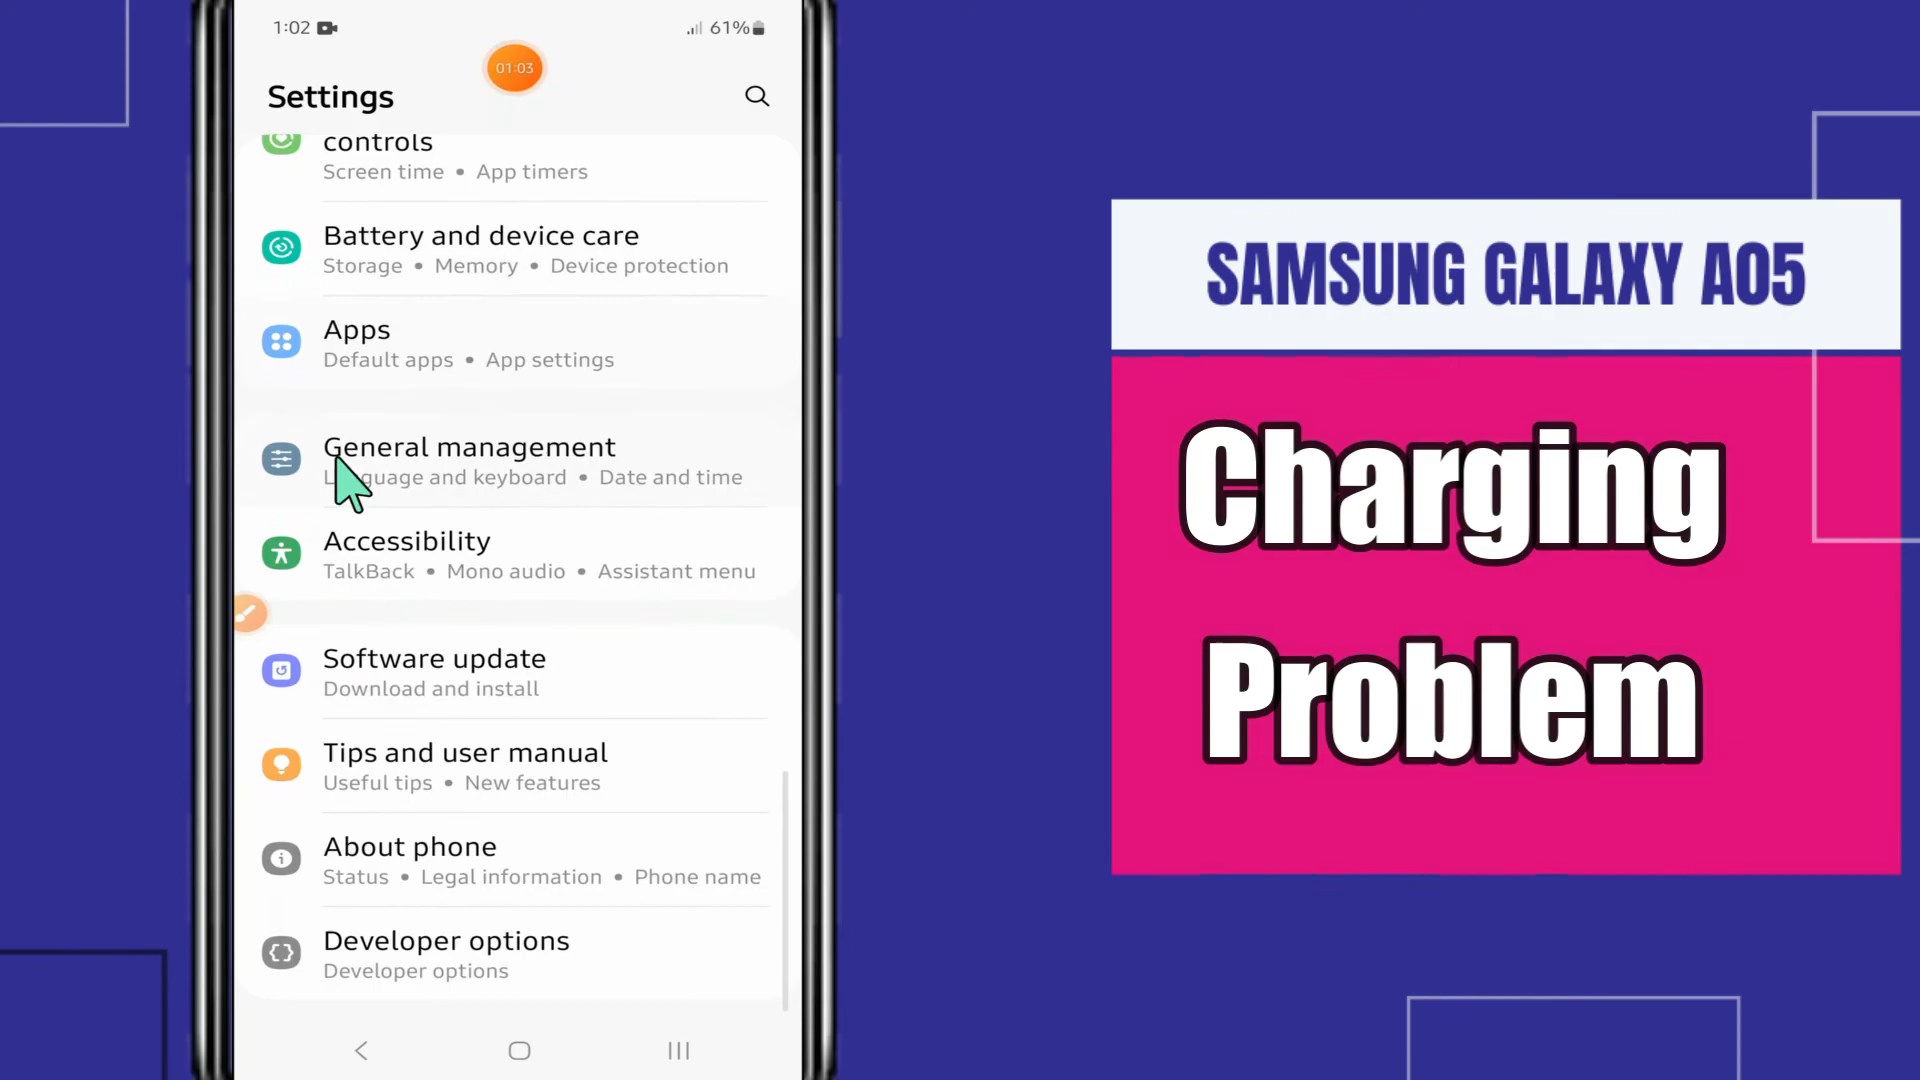 1:02
61%
01:03
Settings
controls
Screen time • App timers
Battery and device care
Storage • Memory • Device protection
Apps
Default apps • App settings
General management
Language and keyboard • Date and time
Accessibility
TalkBack • Mono audio • Assistant menu
Software update
Download and install
Tips and user manual
Useful tips • New features
About phone
Status • Legal information • Phone name
Developer options
Developer options
SAMSUNG GALAXY A05
Charging
Problem